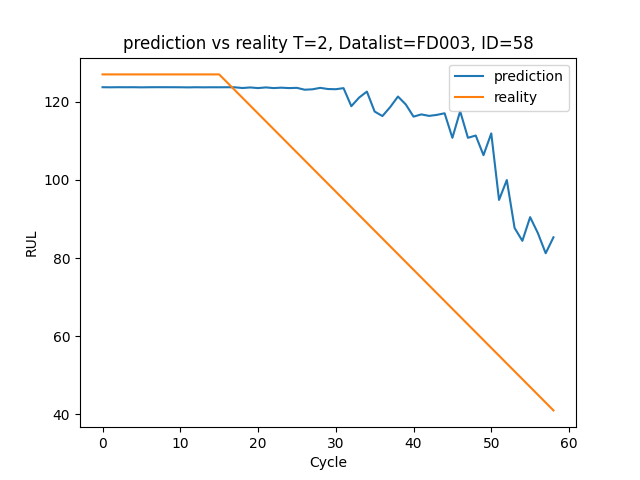 prediction vs reality T=2, Datalist=FD003, ID=58
prediction
reality
120
100
80
60
40
RUL
0 10 20 30 40 50 60
Cycle